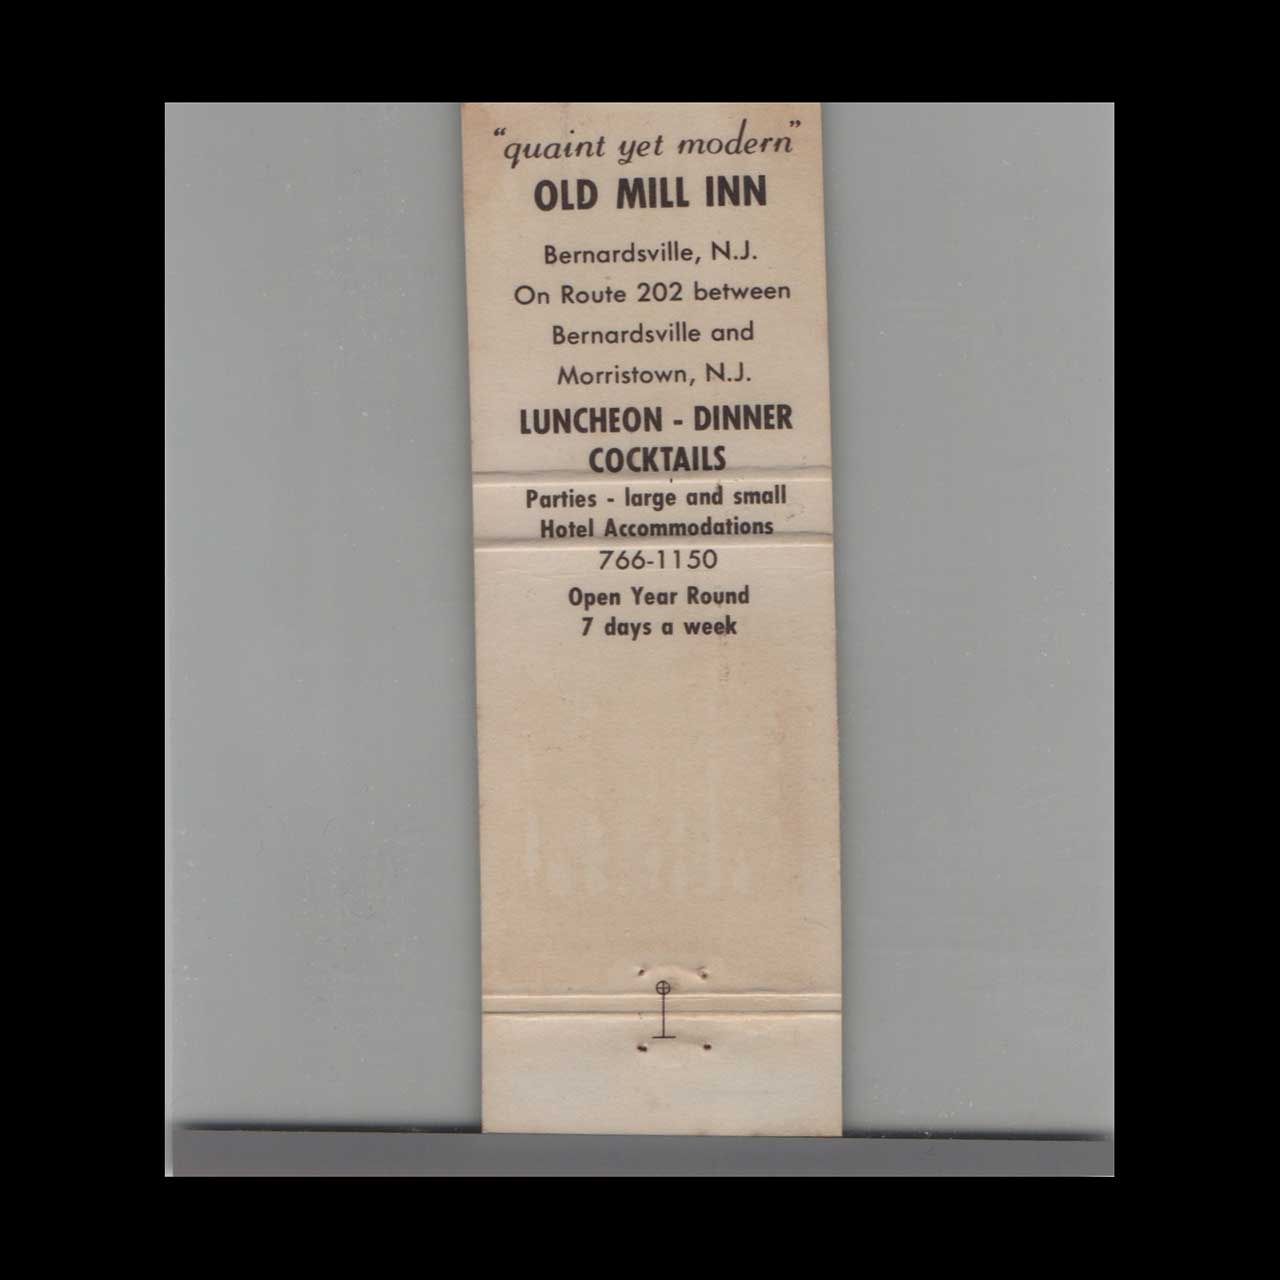 “quaint yet modern”
OLD MILL INN
Bernardsville, N.J.
On Route 202 between
Bernardsville and
Morristown, N.J.
LUNCHEON - DINNER
COCKTAILS
Parties - large and small
Hotel Accommodations
766-1150
Open Year Round
7 days a week